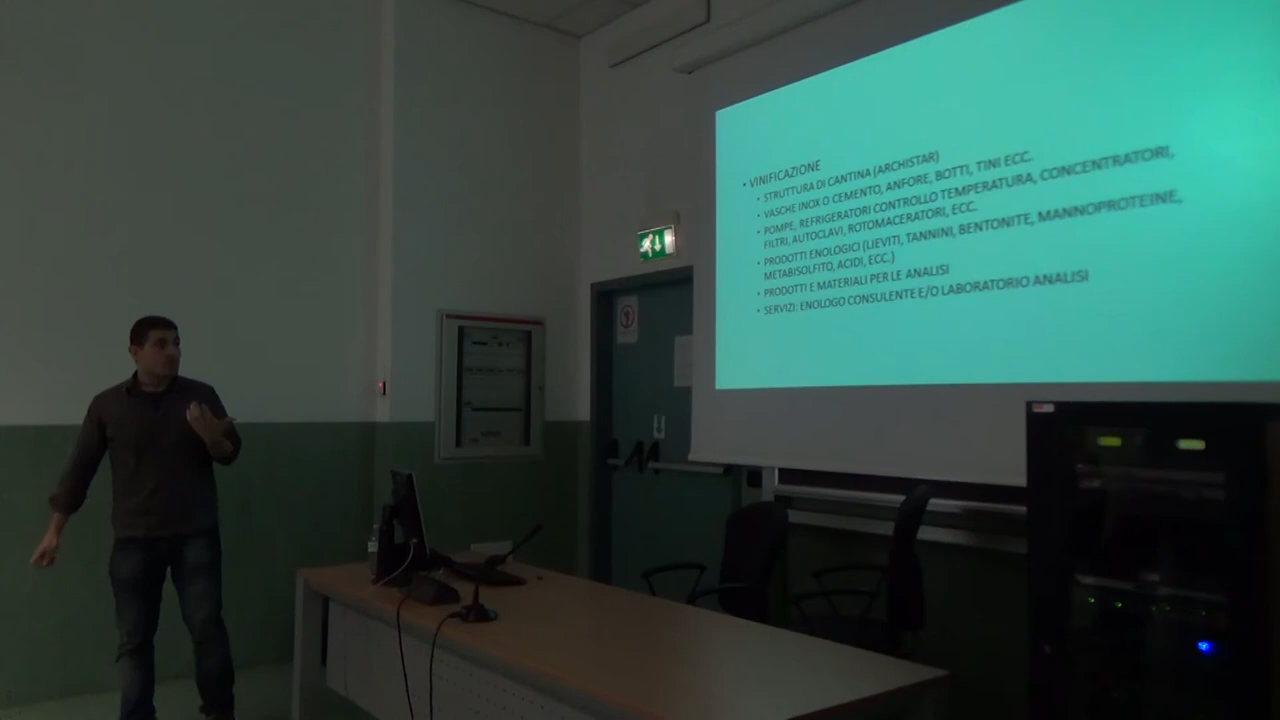 • VINIFICAZIONE
• STRUTTURA DI CANTINA (ARCHISTAR)
• VASCHE INOX O CEMENTO, ANFORE, BOTTI, TINI ECC.
• POMPE, REFRIGERATORI CONTROLLO TEMPERATURA, CONCENTRATORI,
FILTRI, AUTOCLAVI, ROTOMACERATORI, ECC.
• PRODOTTI ENOLOGICI (LIEVITI, TANNINI, BENTONITE, MANNOPROTEINE,
METABISOLFITO, ACIDI, ECC.)
• PRODOTTI E MATERIALI PER LE ANALISI
• SERVIZI: ENOLOGO CONSULENTE E/O LABORATORIO ANALISI